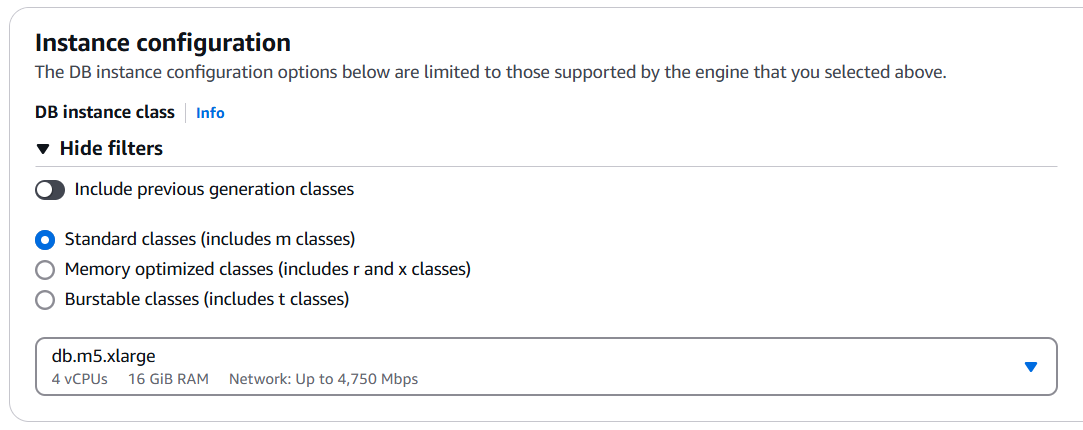 Instance configuration
The DB instance configuration options below are limited to those supported by the engine that you selected above.
DB instance class Info
Hide filters
Include previous generation classes
Standard classes (includes m classes)
Memory optimized classes (includes r and x classes)
Burstable classes (includes t classes)
db.m5.xlarge
4 vCPUs 16 GiB RAM Network: Up to 4,750 Mbps